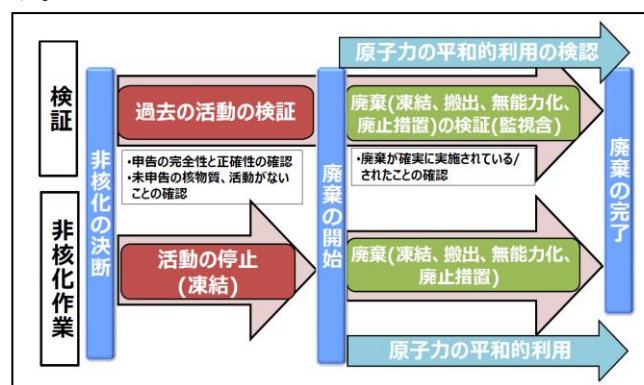 原子力の平和的利用の検認
検証
過去の活動の検証
廃棄(凍結、搬出、無能力化、
廃止措置)の検証(監視含)
・申告の完全性と正確性の確認
・未申告の核物質、活動がない
ことの確認
・廃棄が確実に実施されている/
されたことの確認
非核化の決断
廃棄の開始
廃棄の完了
非核化作業
活動の停止
(凍結)
廃棄(凍結、搬出、無能力化、
廃止措置)
原子力の平和的利用